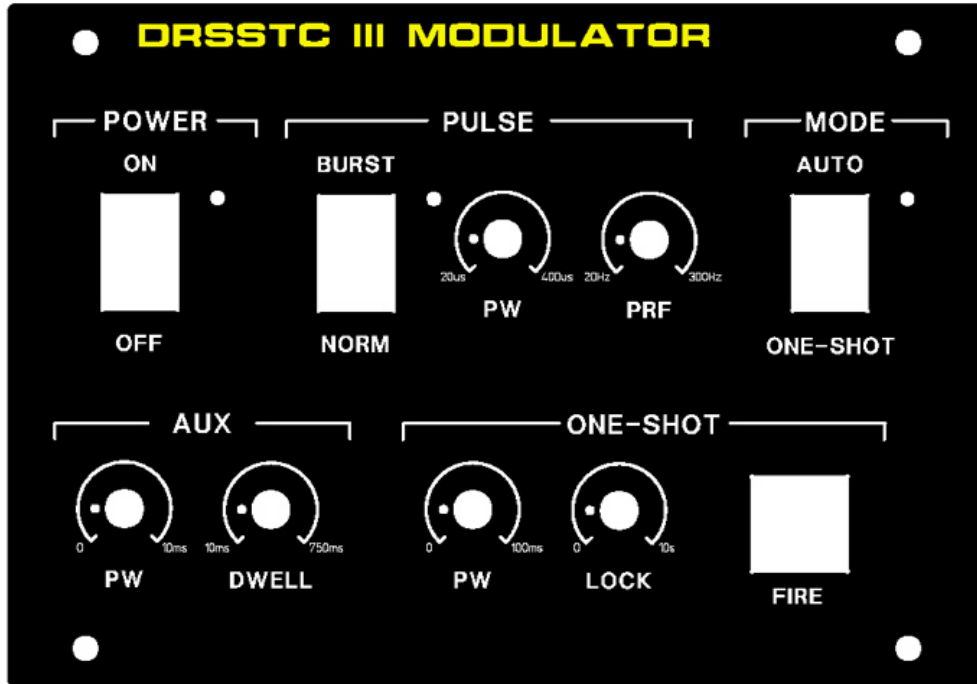 DRSSTC III MODULATOR
POWER
PULSE
MODE
ON
BURST
AUTO
20us
400us
20Hz
300Hz
PW
PRF
OFF
NORM
ONE-SHOT
AUX
ONE-SHOT
0
10ms
10ms
750ms
0
100ms
0
10s
PW
DWELL
PW
LOCK
FIRE